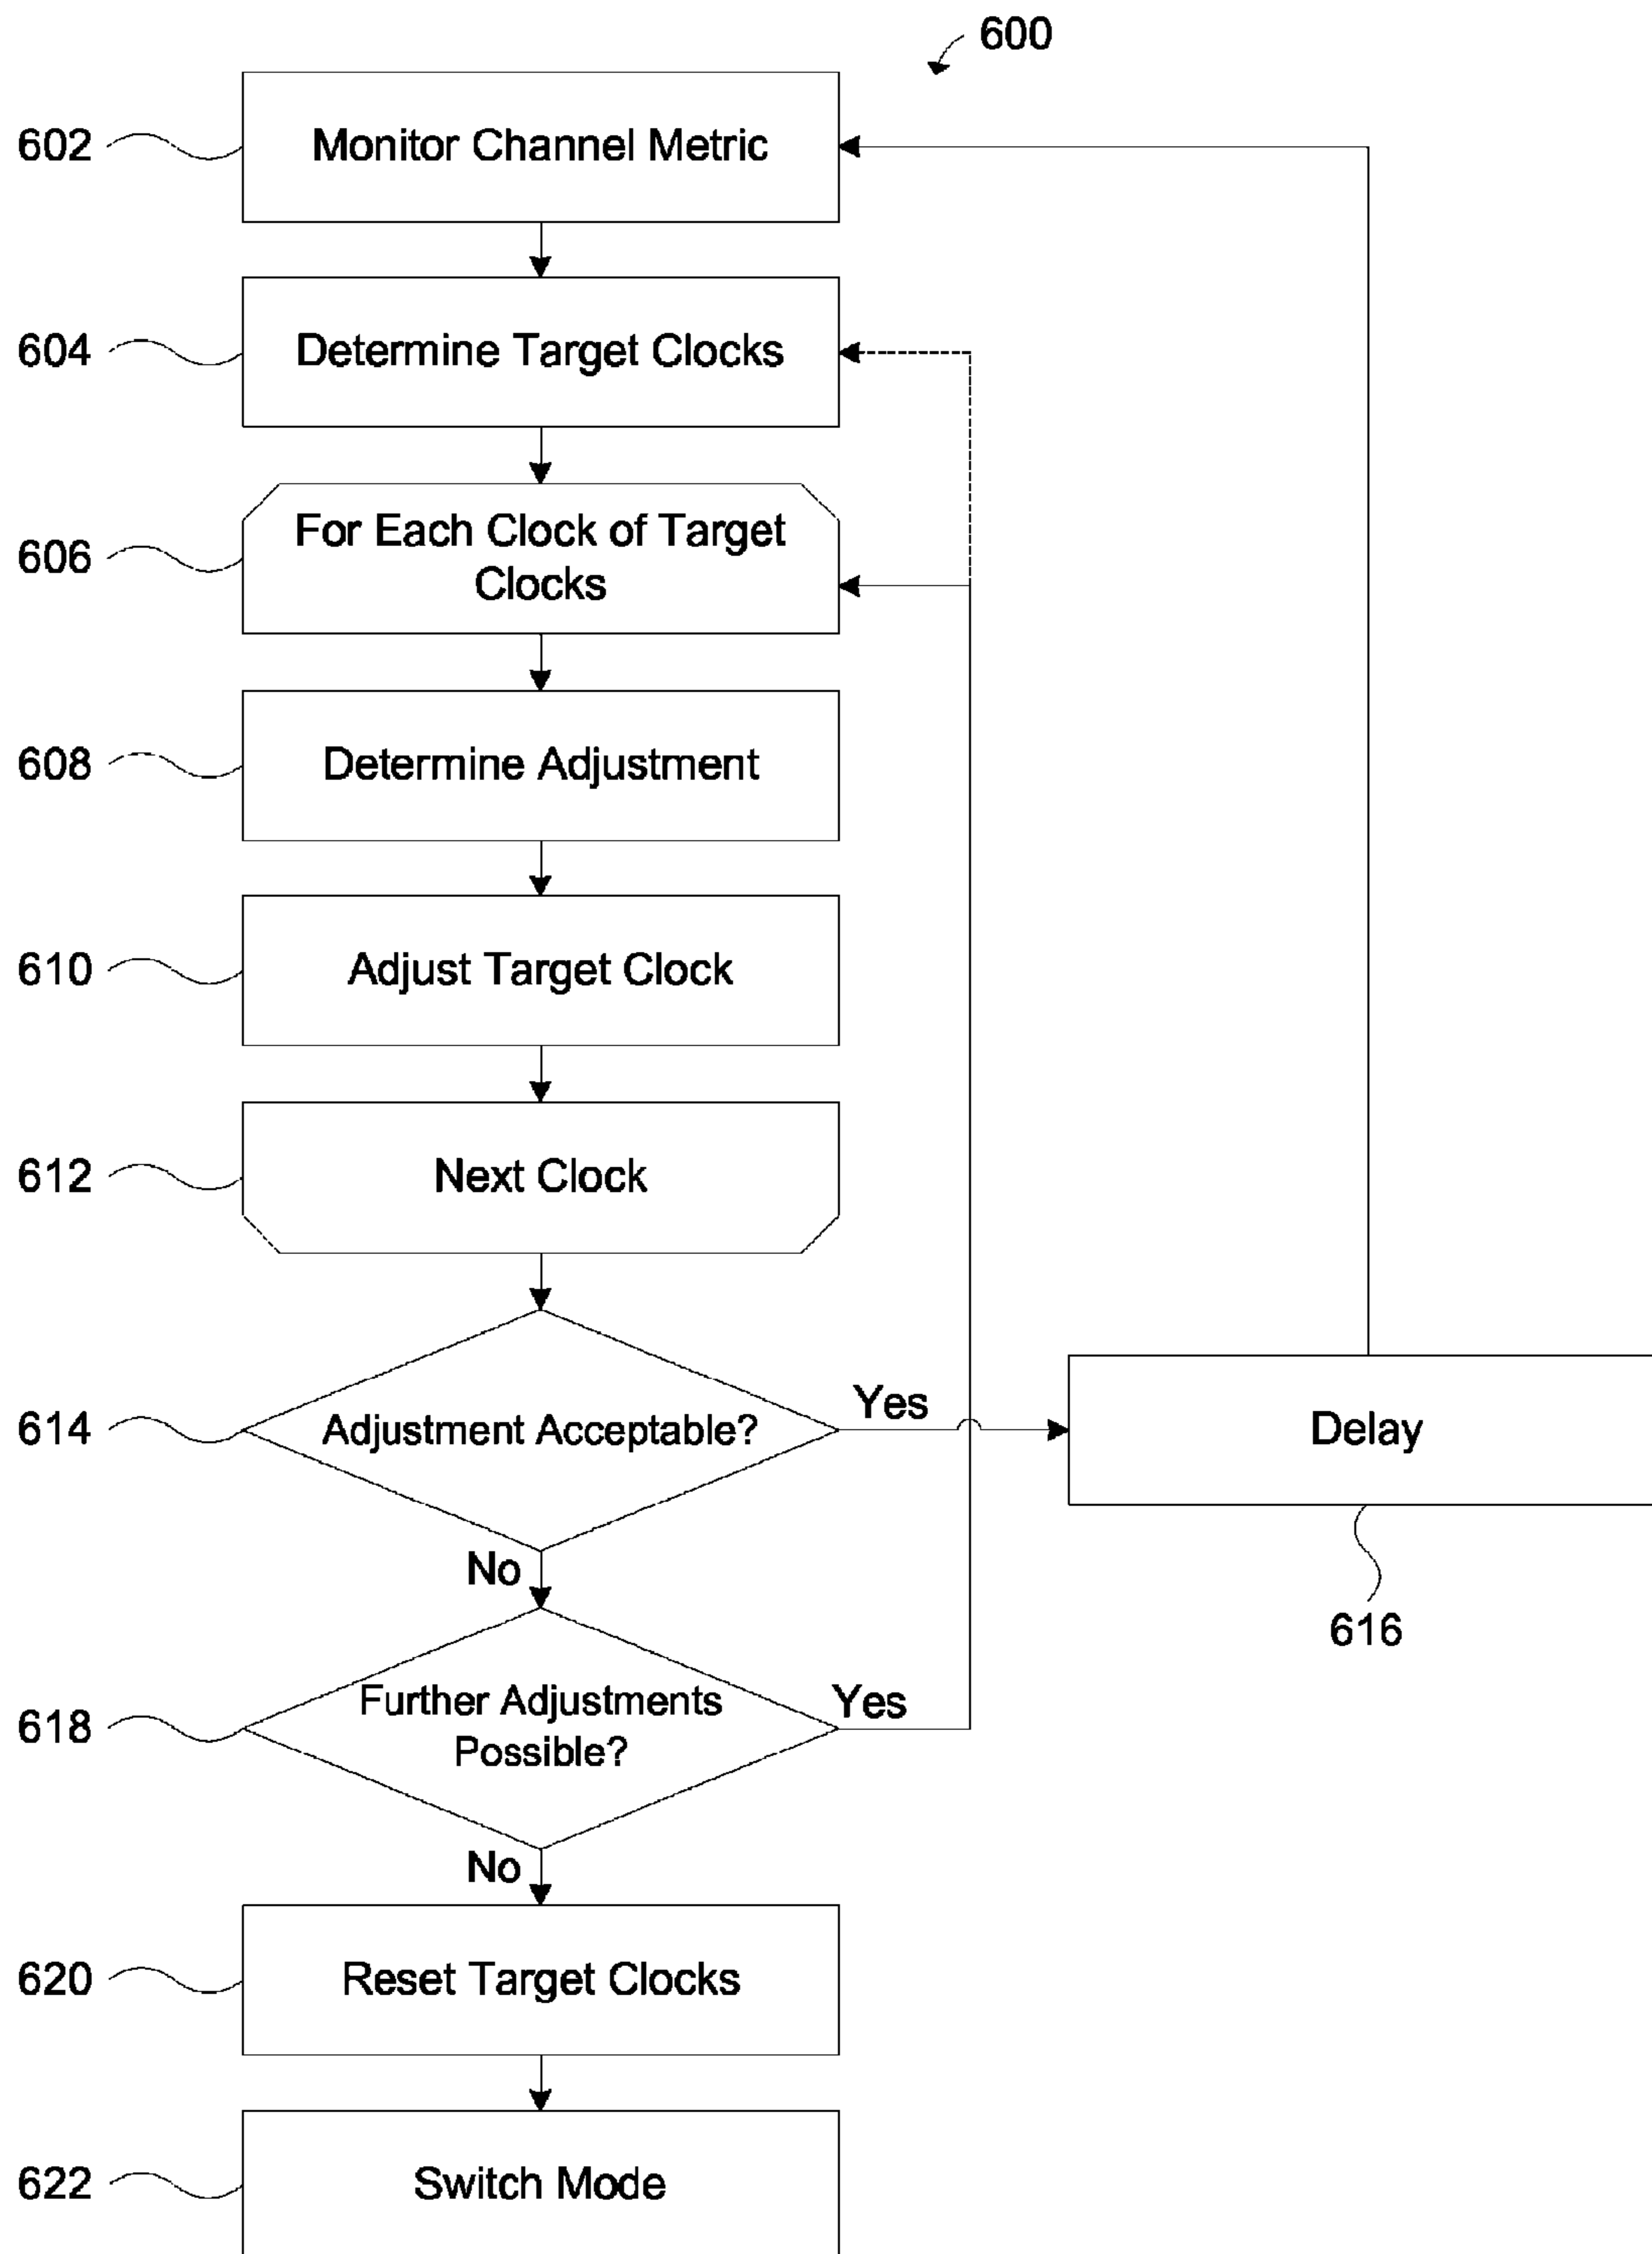 600
602
Monitor Channel Metric
604
Determine Target Clocks
606
For Each Clock of Target
Clocks
608
Determine Adjustment
610
Adjust Target Clock
612
Next Clock
614
Adjustment Acceptable?
Yes
Delay
616
No
618
Further Adjustments
Possible?
Yes
No
620
Reset Target Clocks
622
Switch Mode